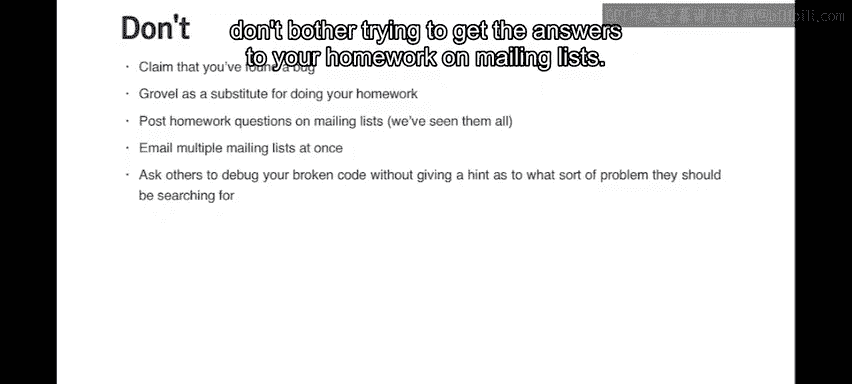 Don't
don't bother trying to get the answers
to your homework on mailing lists.
· Claim that you've found a bug
· Grovel as a substitute for doing your homework
· Post homework questions on mailing lists (we've seen them all)
· Email multiple mailing lists at once
· Ask others to debug your broken code without giving a hint as to what sort of problem they should
be searching for